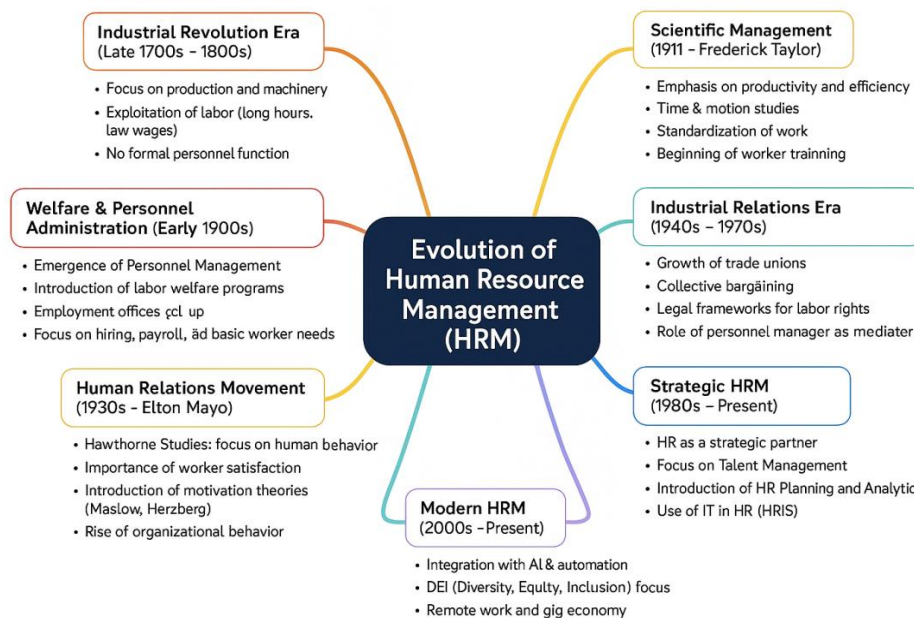 Industrial Revolution Era
(Late 1700s – 1800s)
• Focus on production and machinery
• Exploitation of labor (long hours.
law wages)
• No formal personnel function
Scientific Management
(1911 – Frederick Taylor)
• Emphasis on productivity and efficiency
• Time & motion studies
• Standardization of work
• Beginning of worker trainning
Welfare & Personnel
Administration (Early 1900s)
• Emergence of Personnel Management
• Introduction of labor welfare programs
• Employment offices up
• Focus on hiring, payroll, äd basic worker needs
Evolution of
Human Resource
Management
(HRM)
Industrial Relations Era
(1940s – 1970s)
• Growth of trade unions
• Collective bargäining
• Legal frameworks for labor rights
• Role of personnel manager as mediater
Human Relations Movement
(1930s - Elton Mayo)
• Hawthorne Studies: focus on human behavior
• Importance of worker satisfaction
• Introduction of motivation theories
(Maslow, Herzberg)
• Rise of organizational behavior
Strategic HRM
(1980s – Present)
• HR as a strategic partner
• Focus on Talent Management
• Introduction of HR Planning and Analytic
• Use of IT in HR (HRIS)
Modern HRM
(2000s –Present)
• Integration with AI & automation
• DEI (Diversity, Equlty, Inclusion) focus
• Remote work and gig economy